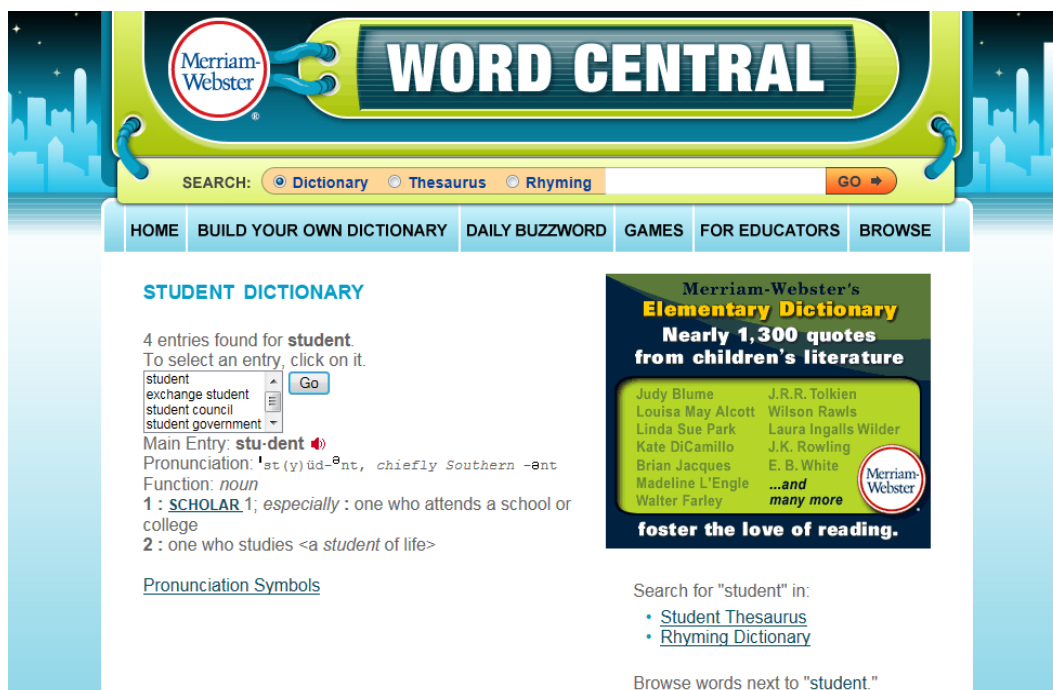 Merriam-
Webster
®
WORD CENTRAL
SEARCH: Dictionary Thesaurus Rhyming GO
HOME BUILD YOUR OWN DICTIONARY DAILY BUZZWORD GAMES FOR EDUCATORS BROWSE
STUDENT DICTIONARY
4 entries found for student.
To select an entry, click on it.
student
exchange student
student council
student government
Go
Main Entry: stu·dent
Pronunciation: ˈst(y)üd-ᵊnt, chiefly Southern -ənt
Function: noun
1 : SCHOLAR 1; especially : one who attends a school or
college
2 : one who studies <a student of life>
Pronunciation Symbols
Merriam-Webster's
Elementary Dictionary
Nearly 1,300 quotes
from children's literature
Judy Blume
Louisa May Alcott
Linda Sue Park
Kate DiCamillo
Brian Jacques
Madeline L'Engle
Walter Farley
J.R.R. Tolkien
Wilson Rawls
Laura Ingalls Wilder
J.K. Rowling
E. B. White
...and
many more
Merriam-
Webster
foster the love of reading.
Search for "student" in:
• Student Thesaurus
• Rhyming Dictionary
Browse words next to "student."